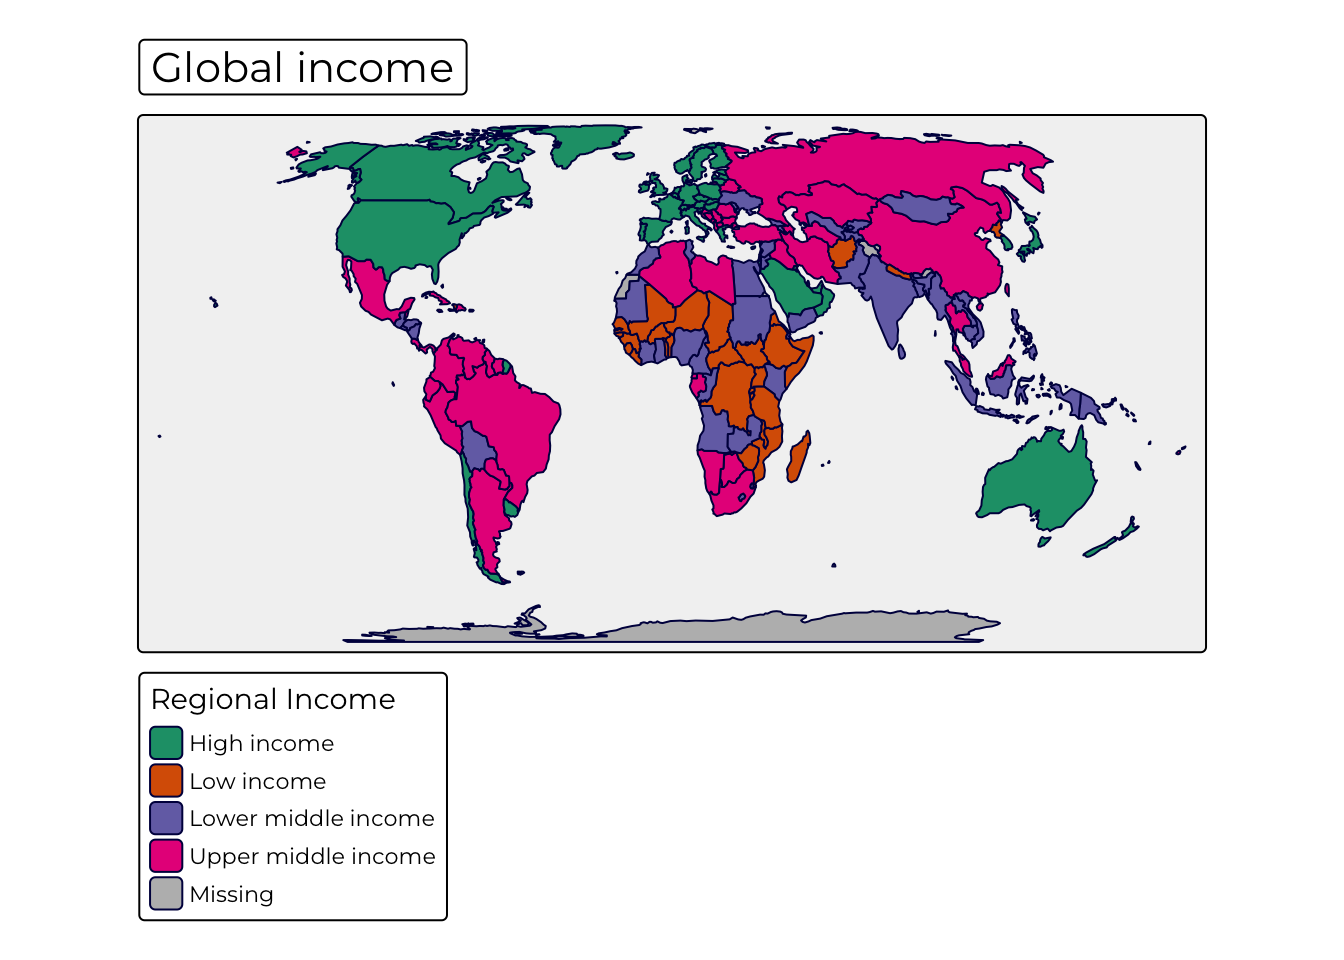 Global income
Regional Income
High income
Low income
Lower middle income
Upper middle income
Missing